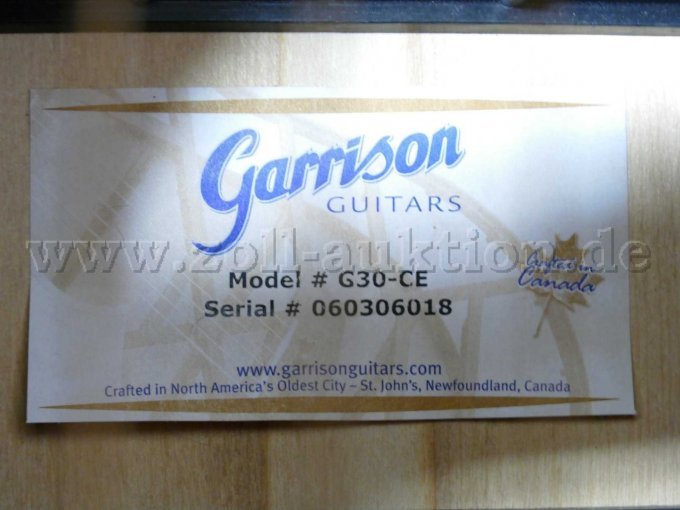 Garrison
GUITARS
www.zoll-auktion.de
Model # G30-CE
Serial # 060306018
Crafted in
Canada
www.garrisonguitars.com
Crafted in North America's Oldest City ~ St. John's, Newfoundland, Canada